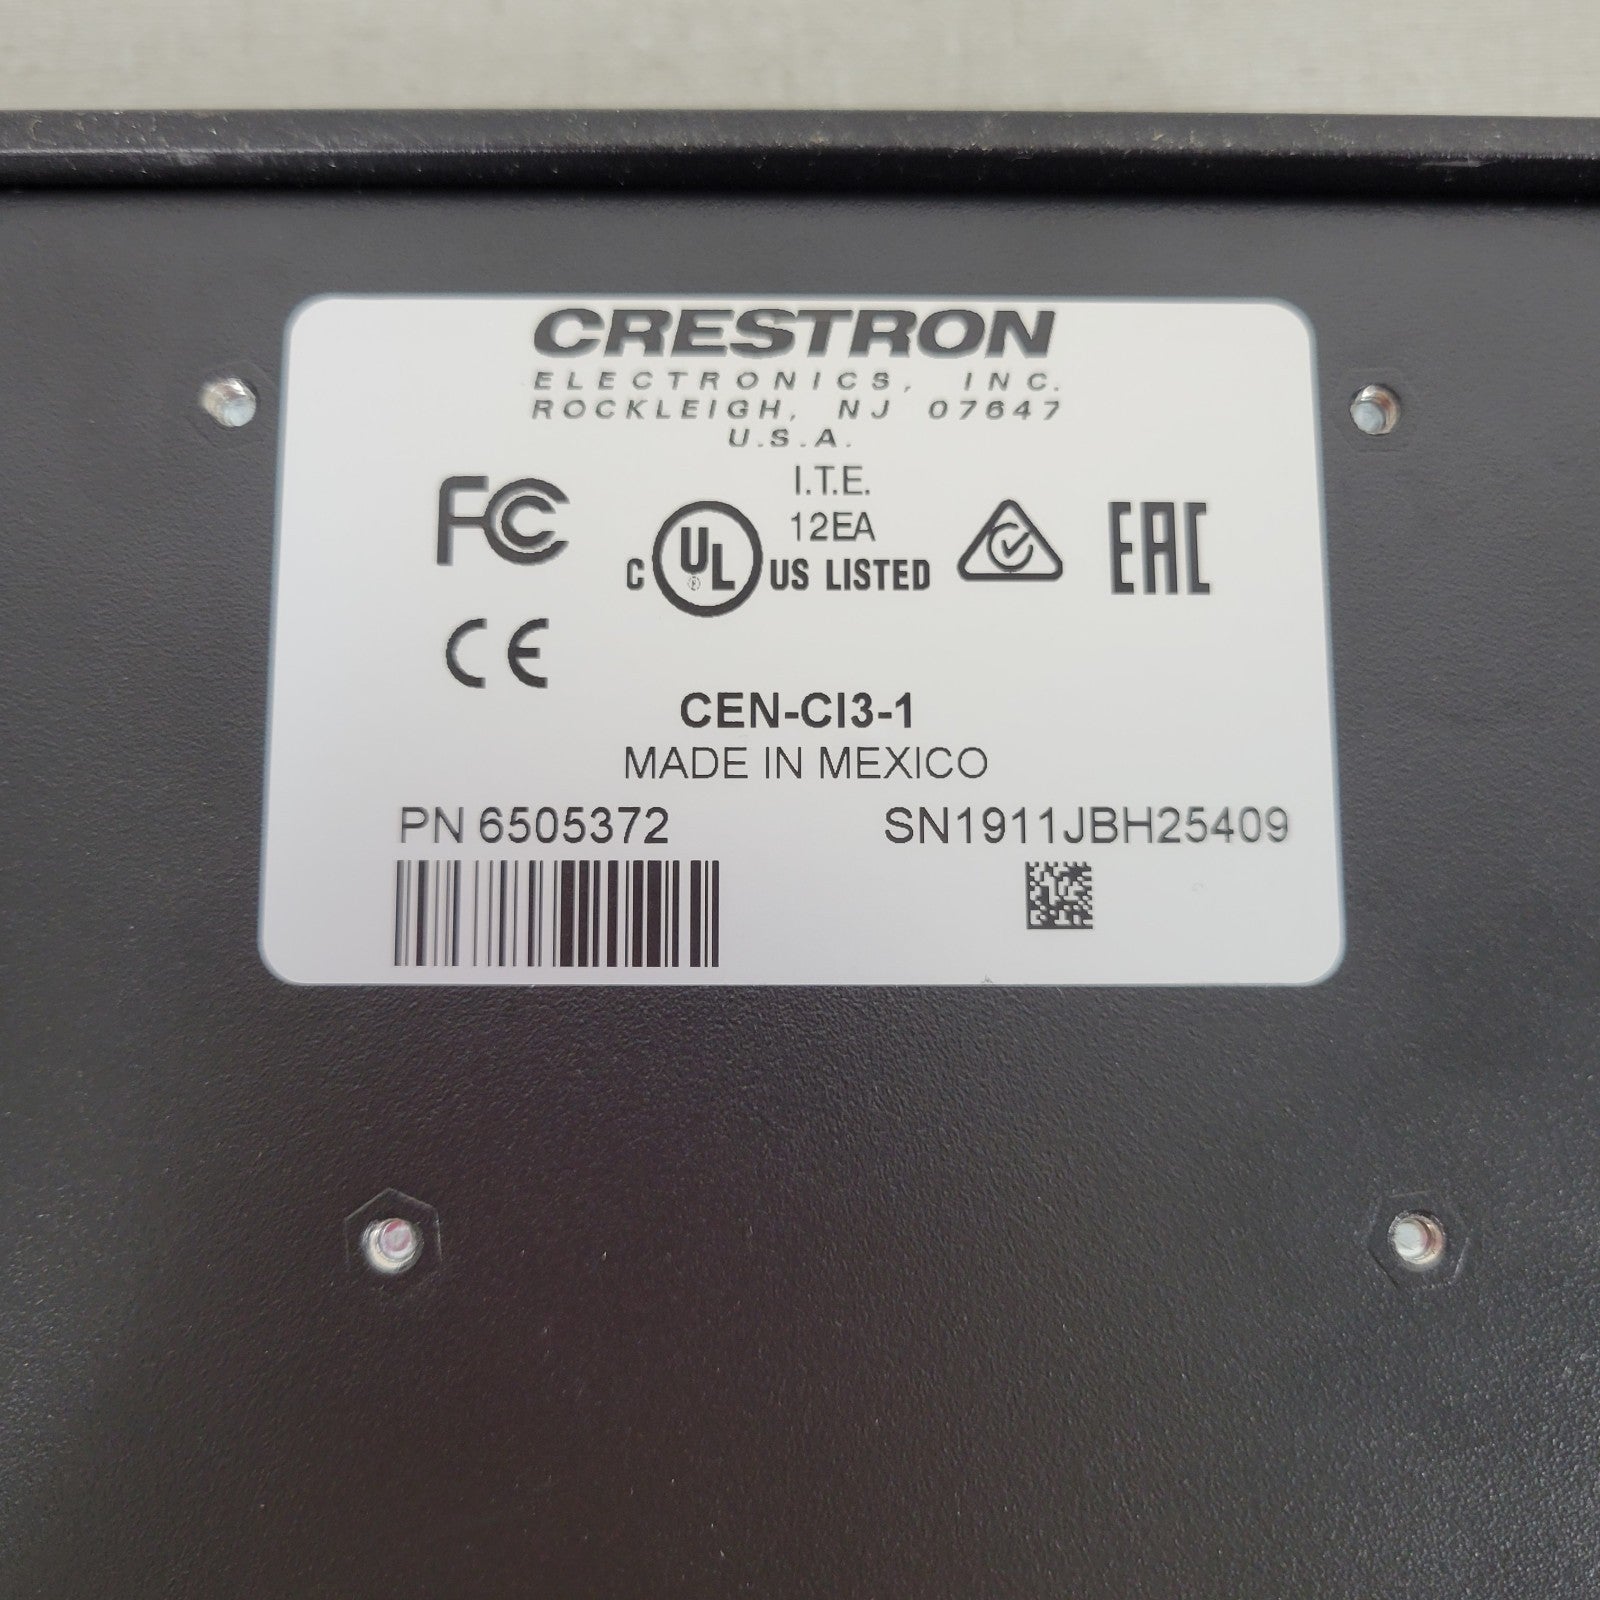 CRESTRON
ELECTRONICS, INC.
ROCKLEIGH, NJ 07647
U.S.A.
I.T.E.
12EA
FC
C UL ® US LISTED
EAC
CE
CEN-CI3-1
MADE IN MEXICO
PN 6505372
SN1911JBH25409